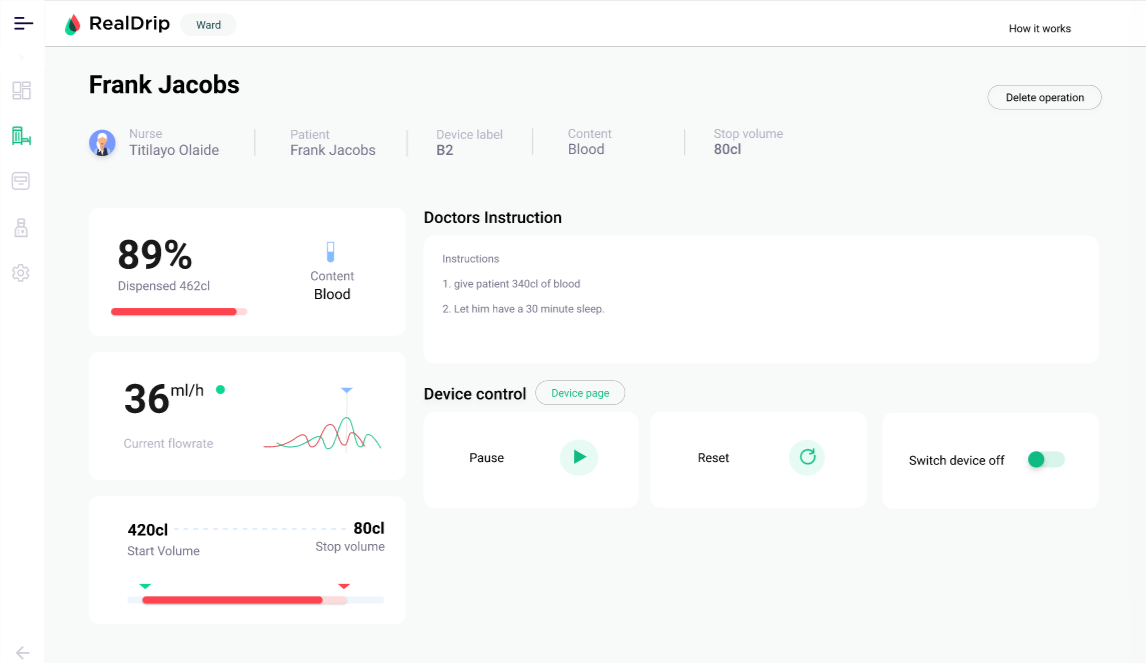 RealDrip
Ward
How it works
Frank Jacobs
Delete operation
Nurse
Titilayo Olaide
Patient
Frank Jacobs
Device label
B2
Content
Blood
Stop volume
80cl
89%
Dispensed 462cl
Content
Blood
Doctors Instruction
Instructions
1. give patient 340cl of blood
2. Let him have a 30 minute sleep.
36 ml/h
Current flowrate
Device control
Device page
Pause
Reset
Switch device off
420cl
Start Volume
80cl
Stop volume